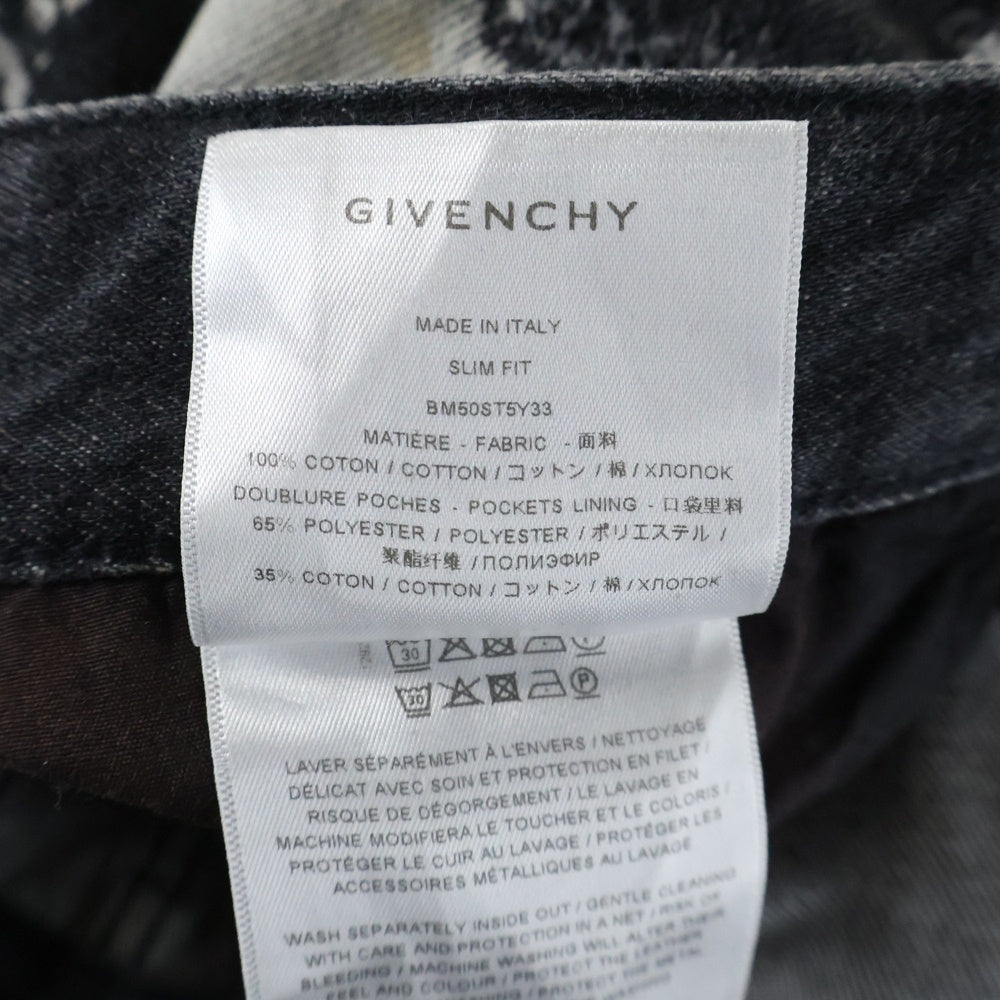 GIVENCHY
MADE IN ITALY
SLIM FIT
BM50ST5Y33
MATIÈRE - FABRIC - 面料
100% COTON / COTTON / コットン / 棉 / ХЛОПОК
DOUBLURE POCHES - POCKETS LINING - 口袋里料
65% POLYESTER / POLYESTER / ポリエステル /
聚酯纤维 / ПОЛИЭФИР
35% COTON / COTTON / コットン / 棉 / ХЛОПОК
30
30 P
LAVER SÉPARÉMENT À L'ENVERS / NETTOYAGE
DÉLICAT AVEC SOIN ET PROTECTION EN FILET /
RISQUE DE DÉGORGEMENT / LE LAVAGE EN
MACHINE MODIFIERA LE TOUCHER ET LE COLORIS /
PROTÉGER LE CUIR AU LAVAGE / PROTÉGER LES
ACCESSOIRES MÉTALLIQUES AU LAVAGE
WASH SEPARATELY INSIDE OUT / GENTLE CLEANING
WITH CARE AND PROTECTION IN A NET / RISK OF
BLEEDING / MACHINE WASHING WILL ALTER THEIR
FEEL AND COLOUR / PROTECT THE LEATHER